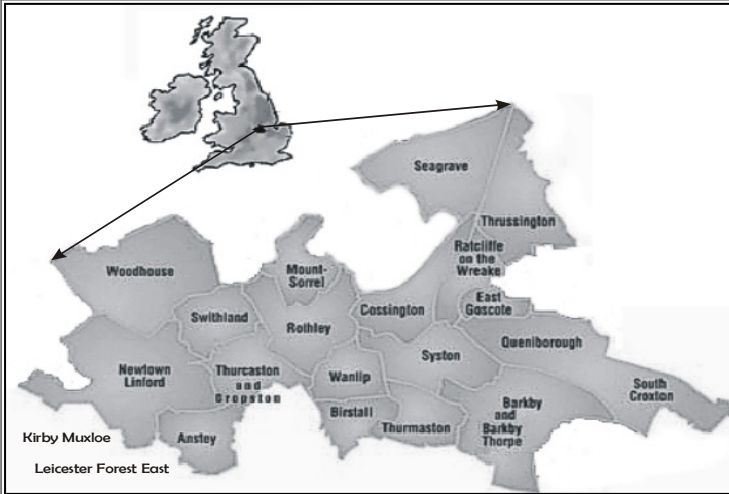 Seagrave
Thrussington
Ratcliffe
on the
Wreake
Woodhouse
Mount-
Sorrel
East
Goscote
Swithland
Rothley
Cossington
Queniborough
Syston
Newtown
Linford
Thurcaston
and
Cropston
Wanlip
South
Croxton
Birstall
Barkby
and
Barkby
Thorpe
Thurmaston
Anstey
Kirby Muxloe
Leicester Forest East